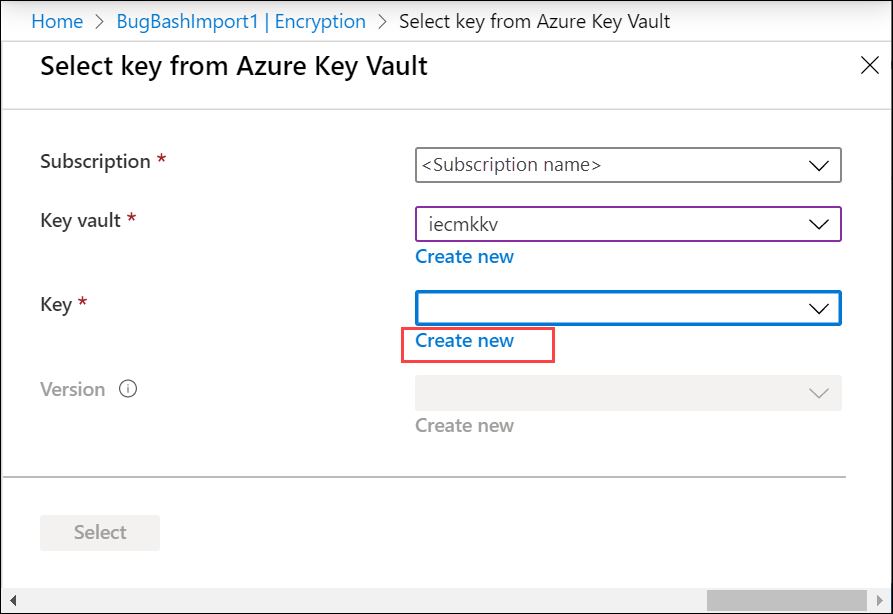 Home > BugBashImport1 | Encryption > Select key from Azure Key Vault
Select key from Azure Key Vault
Subscription * <Subscription name>
Key vault * iecmkkv
Create new
Key *
Create new
Version
Create new
Select